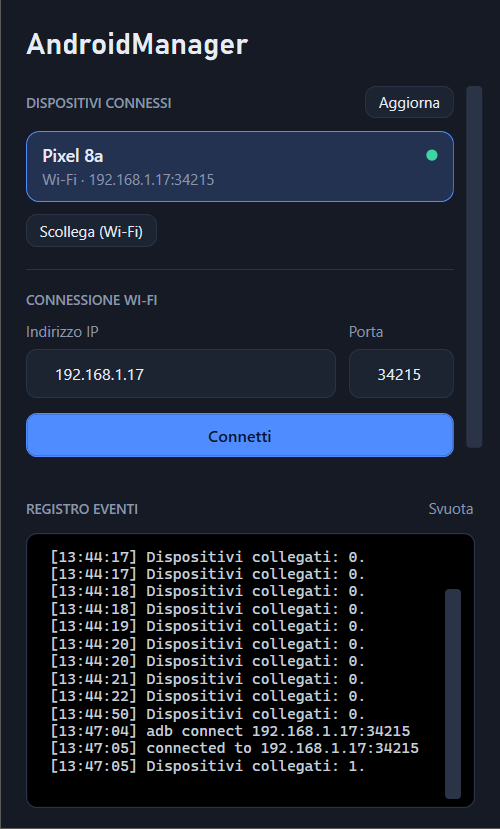 AndroidManager
DISPOSITIVI CONNESSI
Aggiorna
Pixel 8a
Wi-Fi · 192.168.1.17:34215
Scollega (Wi-Fi)
CONNESSIONE WI-FI
Indirizzo IP
Porta
192.168.1.17
34215
Connetti
REGISTRO EVENTI
Svuota
[13:44:17] Dispositivi collegati: 0.
[13:44:17] Dispositivi collegati: 0.
[13:44:18] Dispositivi collegati: 0.
[13:44:18] Dispositivi collegati: 0.
[13:44:19] Dispositivi collegati: 0.
[13:44:20] Dispositivi collegati: 0.
[13:44:20] Dispositivi collegati: 0.
[13:44:21] Dispositivi collegati: 0.
[13:44:22] Dispositivi collegati: 0.
[13:44:50] Dispositivi collegati: 0.
[13:47:04] adb connect 192.168.1.17:34215
[13:47:05] connected to 192.168.1.17:34215
[13:47:05] Dispositivi collegati: 1.